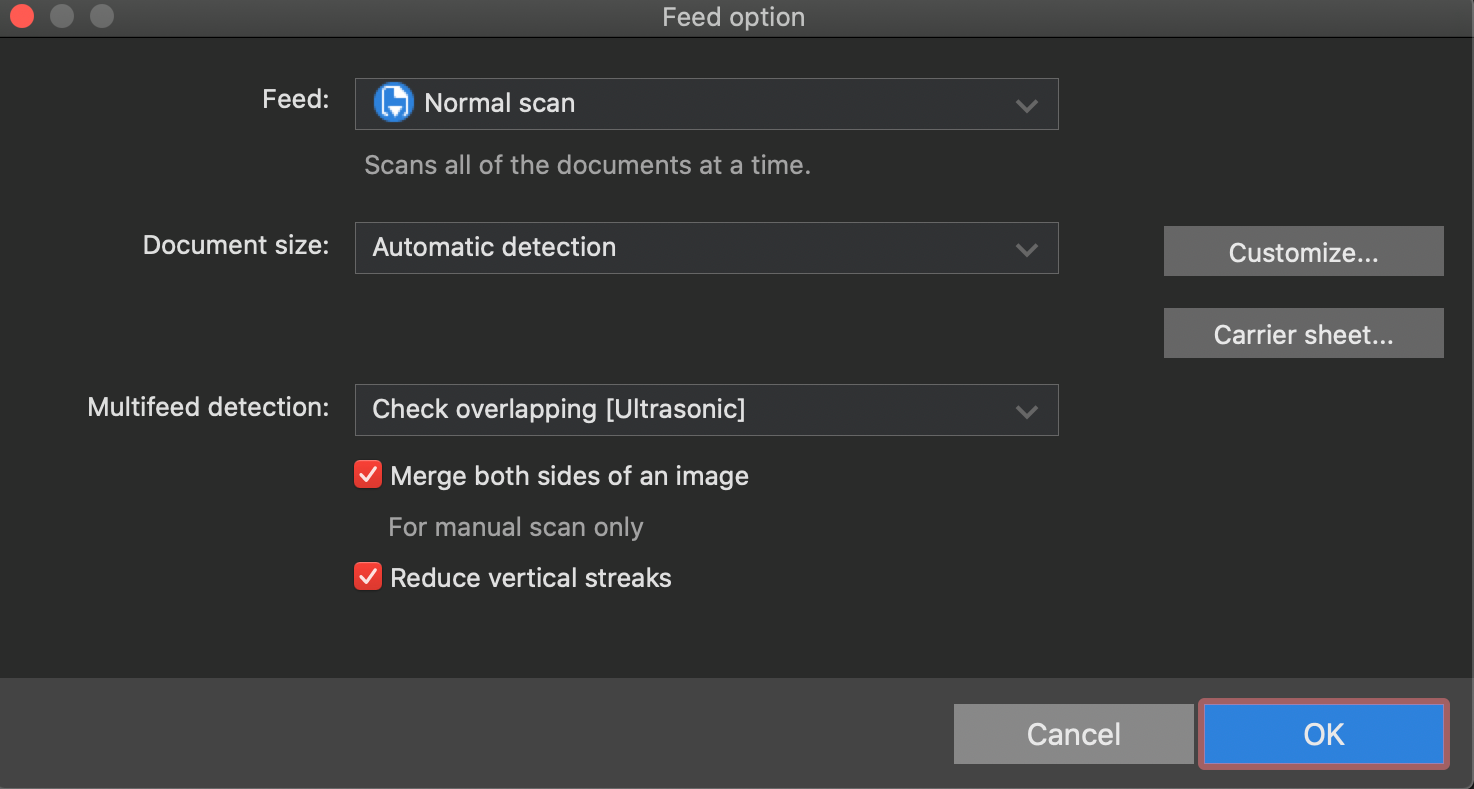 Feed option
Feed: Normal scan
Scans all of the documents at a time.
Document size: Automatic detection Customize...
Carrier sheet...
Multifeed detection: Check overlapping [Ultrasonic]
Merge both sides of an image
For manual scan only
Reduce vertical streaks
Cancel OK